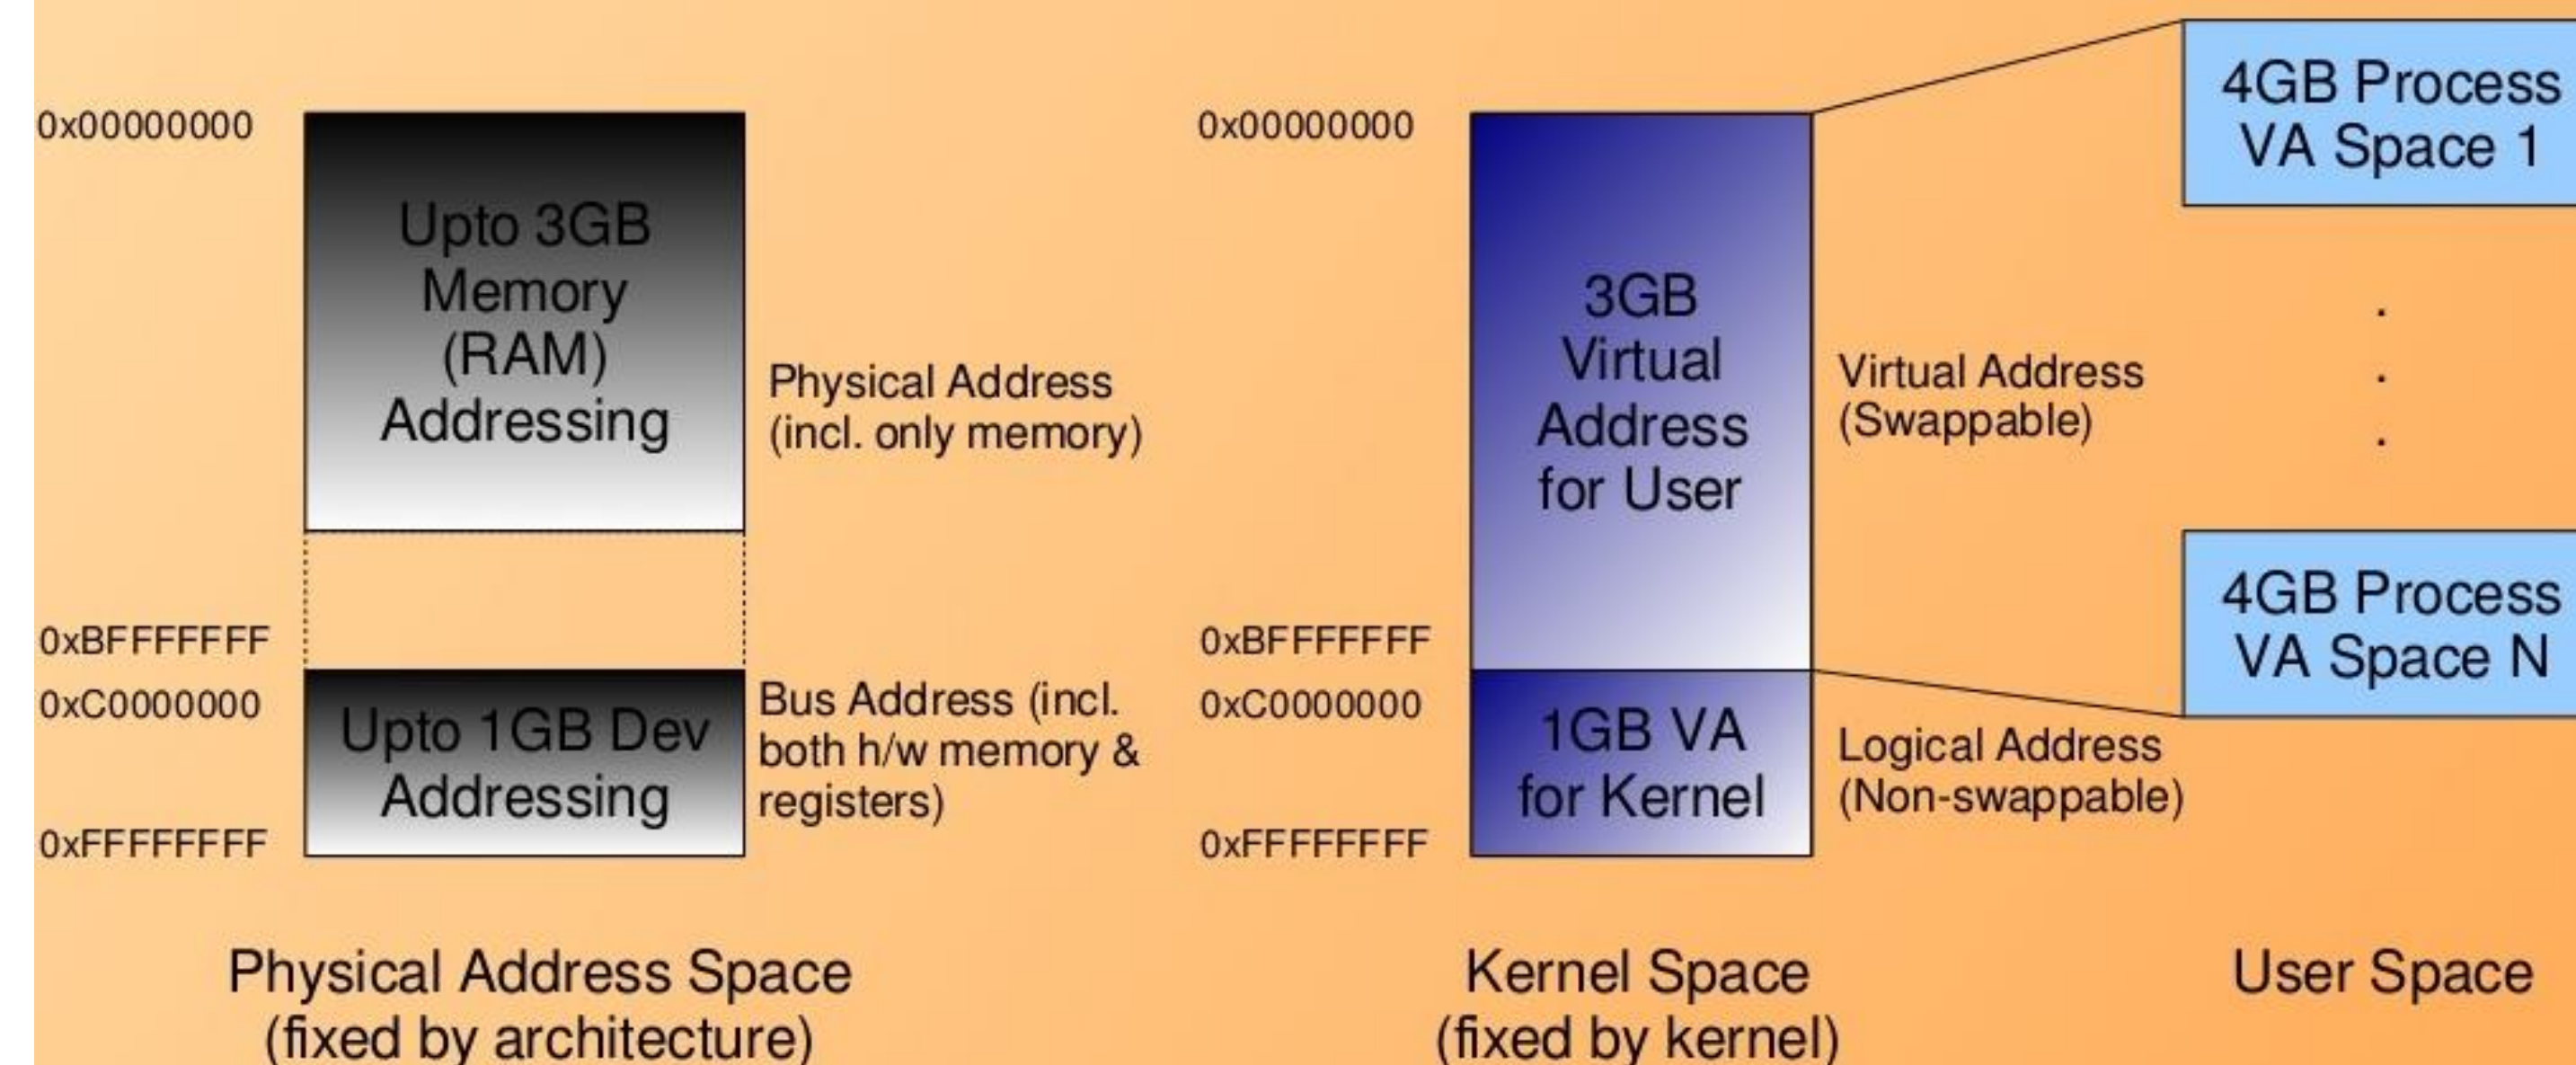 0x00000000
Upto 3GB
Memory
(RAM)
Addressing
Physical Address
(incl. only memory)
0xBFFFFFFF
0xC0000000
Upto 1GB Dev
Addressing
Bus Address (incl.
both h/w memory &
registers)
0xFFFFFFFF
Physical Address Space
(fixed by architecture)
0x00000000
3GB
Virtual
Address
for User
Virtual Address
(Swappable)
0xBFFFFFFF
0xC0000000
1GB VA
for Kernel
Logical Address
(Non-swappable)
0xFFFFFFFF
Kernel Space
(fixed by kernel)
4GB Process
VA Space 1
.
.
.
4GB Process
VA Space N
User Space